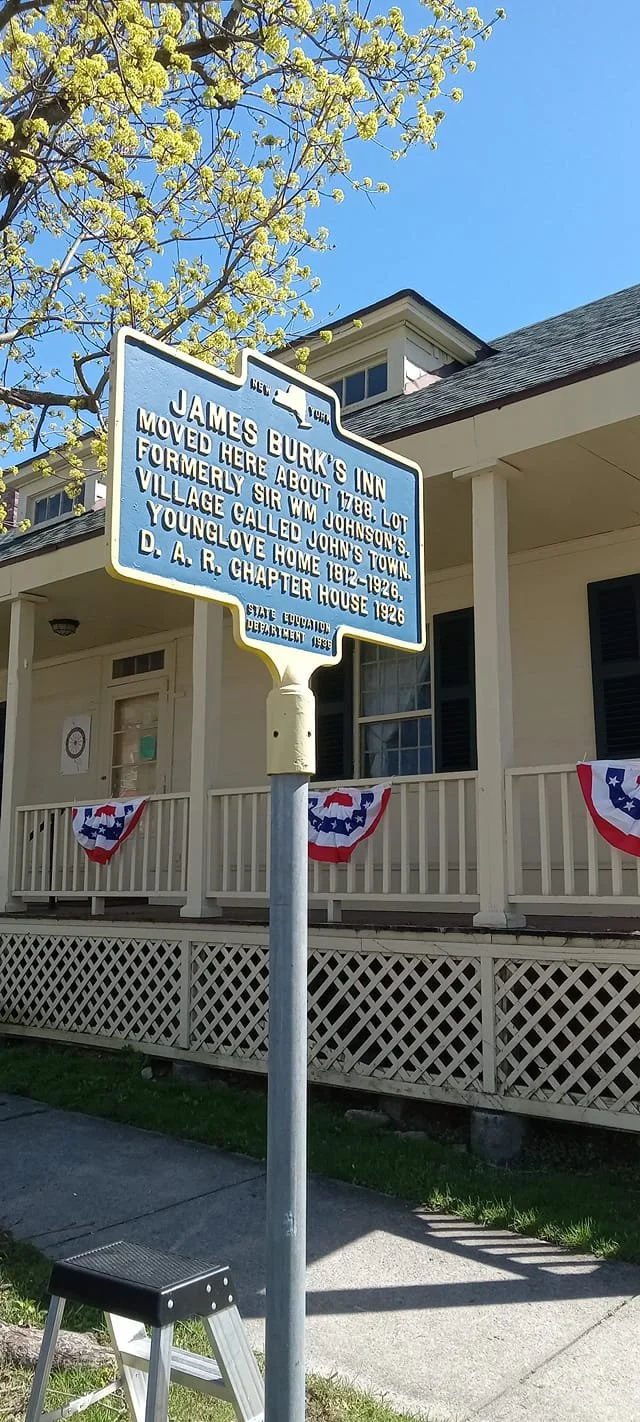 NEW YORK
JAMES BURK'S INN
MOVED HERE ABOUT 1788. LOT
FORMERLY SIR WM JOHNSON'S,
VILLAGE CALLED JOHN'S TOWN.
YOUNGLOVE HOME 1812-1926.
D. A. R. CHAPTER HOUSE 1926
STATE EDUCATION
DEPARTMENT